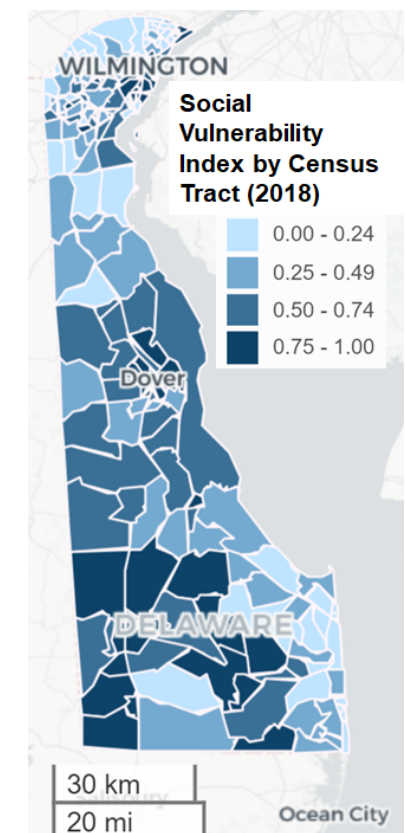 WILMINGTON
Social
Vulnerability
Index by Census
Tract (2018)
0.00 - 0.24
0.25 - 0.49
0.50 - 0.74
0.75 - 1.00
Dover
DELAWARE
30 km
Salisbury
20 mi
Ocean City